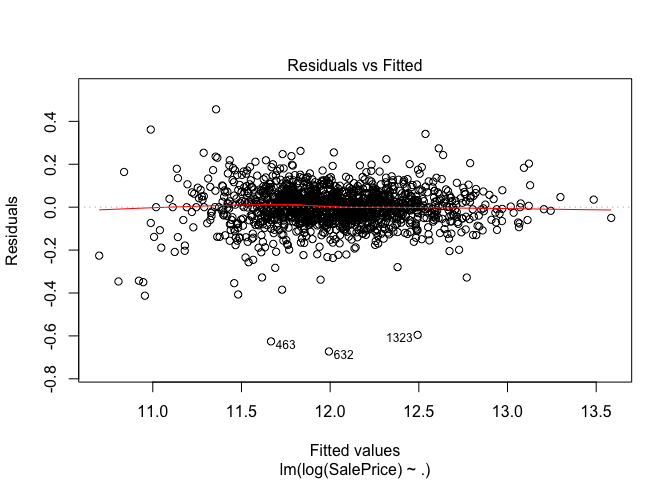 Residuals vs Fitted
Residuals
0.4
0.2
0.0
-0.2
-0.4
-0.6
-0.8
463
632
1323
11.0 11.5 12.0 12.5 13.0 13.5
Fitted values
lm(log(SalePrice) ~ .)